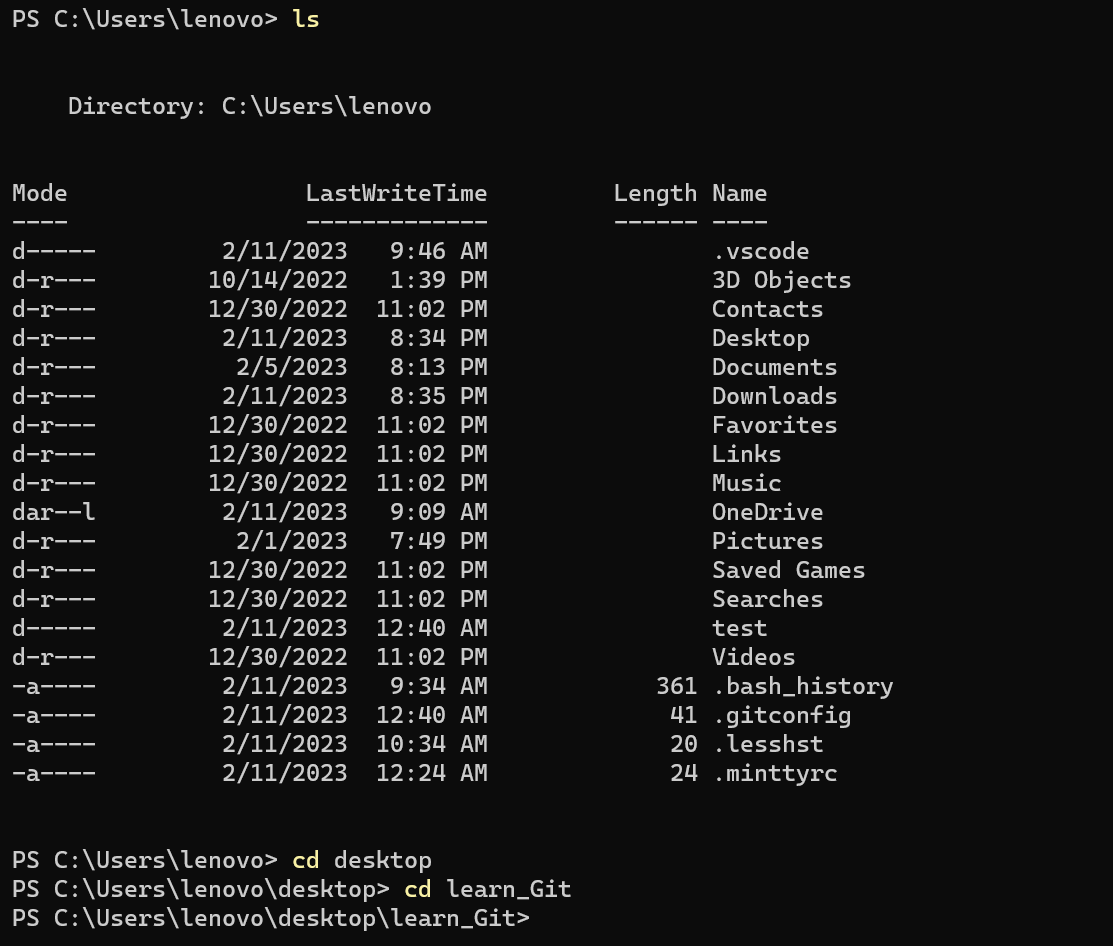 PS C:\Users\lenovo> ls
Directory: C:\Users\lenovo
Mode                 LastWriteTime         Length Name
----                 -------------         ------ ----
d-----         2/11/2023   9:46 AM                .vscode
d-r---        10/14/2022   1:39 PM                3D Objects
d-r---        12/30/2022  11:02 PM                Contacts
d-r---         2/11/2023   8:34 PM                Desktop
d-r---          2/5/2023   8:13 PM                Documents
d-r---         2/11/2023   8:35 PM                Downloads
d-r---        12/30/2022  11:02 PM                Favorites
d-r---        12/30/2022  11:02 PM                Links
d-r---        12/30/2022  11:02 PM                Music
dar--l         2/11/2023   9:09 AM                OneDrive
d-r---          2/1/2023   7:49 PM                Pictures
d-r---        12/30/2022  11:02 PM                Saved Games
d-r---        12/30/2022  11:02 PM                Searches
d-----         2/11/2023  12:40 AM                test
d-r---        12/30/2022  11:02 PM                Videos
-a----         2/11/2023   9:34 AM            361 .bash_history
-a----         2/11/2023  12:40 AM             41 .gitconfig
-a----         2/11/2023  10:34 AM             20 .lesshst
-a----         2/11/2023  12:24 AM             24 .minttyrc
PS C:\Users\lenovo> cd desktop
PS C:\Users\lenovo\desktop> cd learn_Git
PS C:\Users\lenovo\desktop\learn_Git>